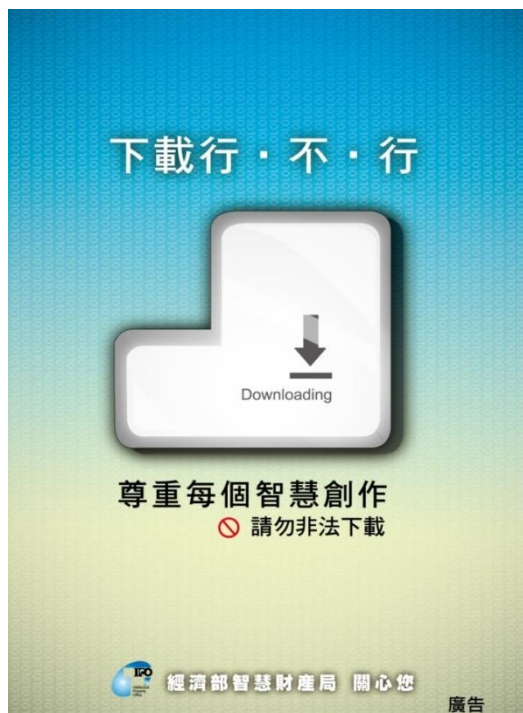 下載行・不・行
Downloading
尊重每個智慧創作
請勿非法下載
IPO
經濟部智慧財產局 關心您
廣告